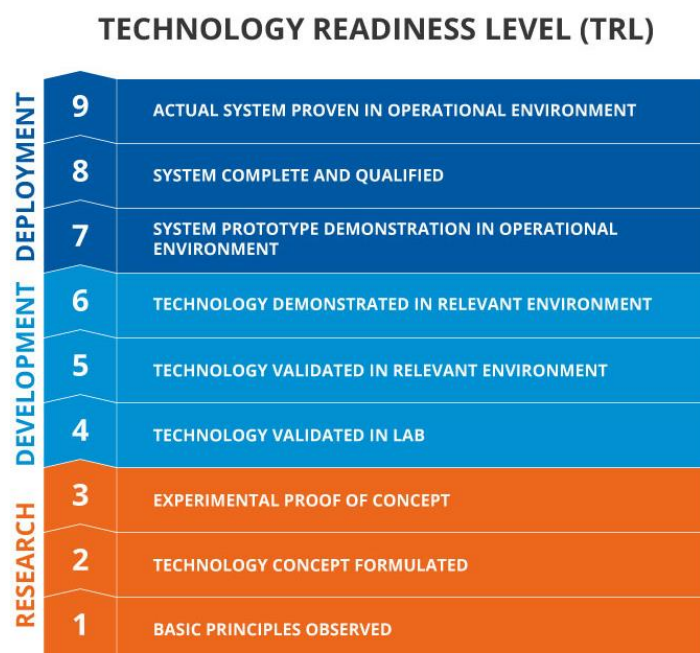 TECHNOLOGY READINESS LEVEL (TRL)
DEPLOYMENT
9
ACTUAL SYSTEM PROVEN IN OPERATIONAL ENVIRONMENT
8
SYSTEM COMPLETE AND QUALIFIED
7
SYSTEM PROTOTYPE DEMONSTRATION IN OPERATIONAL
ENVIRONMENT
DEVELOPMENT
6
TECHNOLOGY DEMONSTRATED IN RELEVANT ENVIRONMENT
5
TECHNOLOGY VALIDATED IN RELEVANT ENVIRONMENT
4
TECHNOLOGY VALIDATED IN LAB
RESEARCH
3
EXPERIMENTAL PROOF OF CONCEPT
2
TECHNOLOGY CONCEPT FORMULATED
1
BASIC PRINCIPLES OBSERVED